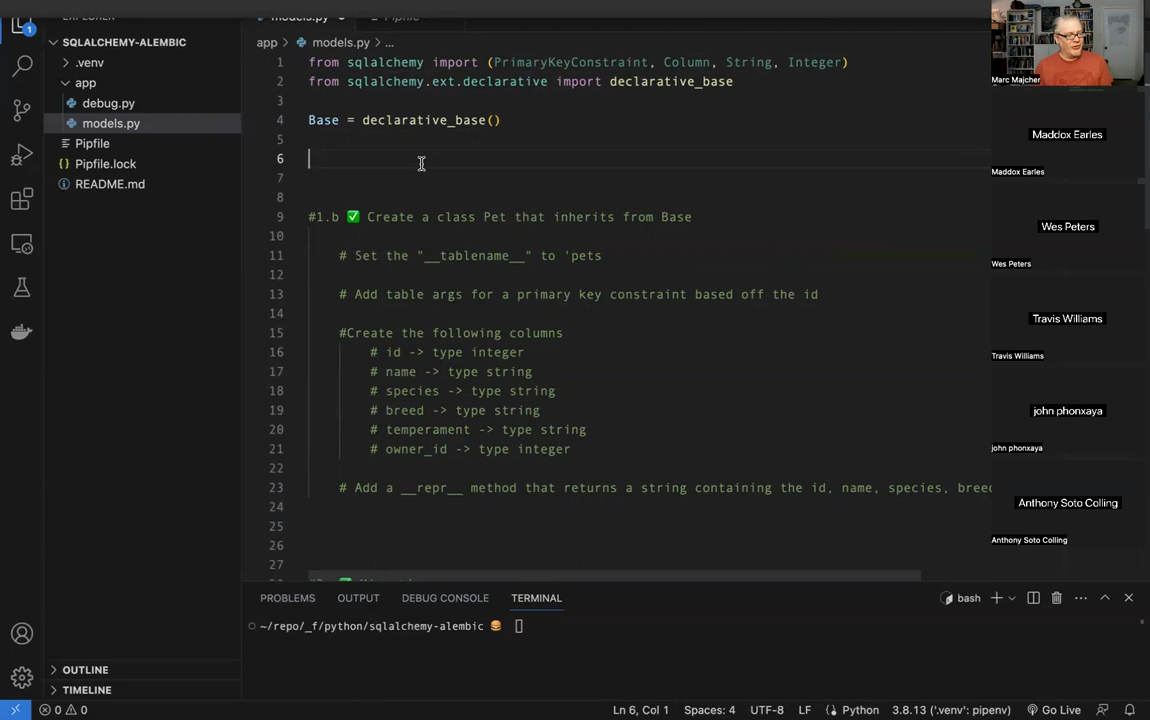 EXPLORER
models.py
Pipfile
1
SQLALCHEMY-ALEMBIC
.venv
app
debug.py
models.py
Pipfile
Pipfile.lock
README.md
OUTLINE
TIMELINE
app > models.py > ...
1 from sqlalchemy import (PrimaryKeyConstraint, Column, String, Integer)
2 from sqlalchemy.ext.declarative import declarative_base
3
4 Base = declarative_base()
5
6
7
8
9 #1.b ✅ Create a class Pet that inherits from Base
10
11 # Set the "__tablename__" to 'pets
12
13 # Add table args for a primary key constraint based off the id
14
15 #Create the following columns
16 # id -> type integer
17 # name -> type string
18 # species -> type string
19 # breed -> type string
20 # temperament -> type string
21 # owner_id -> type integer
22
23 # Add a __repr__ method that returns a string containing the id, name, species, breed
24
25
26
27
PROBLEMS OUTPUT DEBUG CONSOLE TERMINAL
bash
~/repo/_f/python/sqlalchemy-alembic 🍔
0 0
Ln 6, Col 1 Spaces: 4 UTF-8 LF Python 3.8.13 ('.venv': pipenv) Go Live
Marc Majcher
Maddox Earles
Maddox Earles
Wes Peters
Wes Peters
Travis Williams
Travis Williams
john phonxaya
john phonxaya
Anthony Soto Colling
Anthony Soto Colling